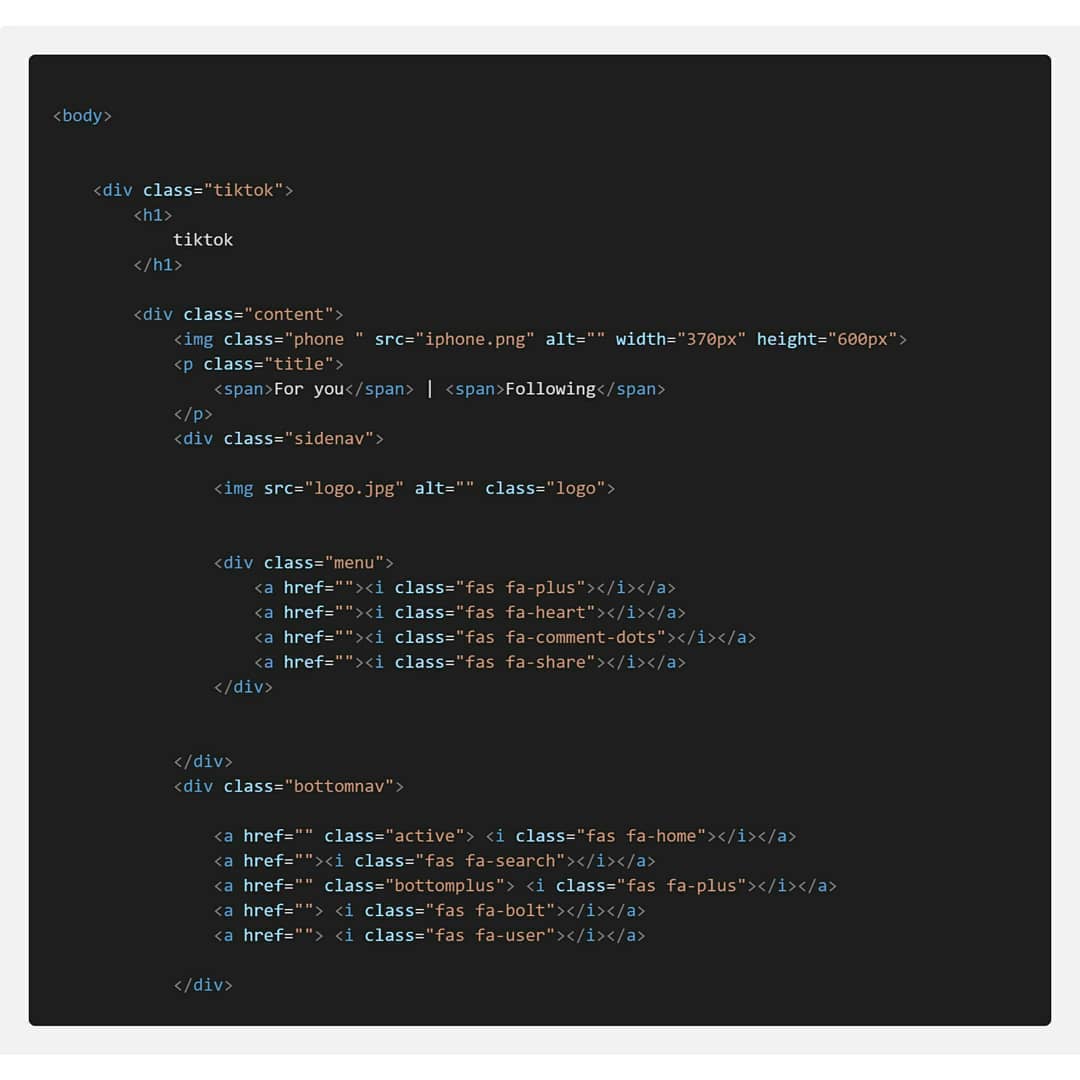 <body>
<div class="tiktok">
<h1>
tiktok
</h1>
<div class="content">
<img class="phone " src="iphone.png" alt="" width="370px" height="600px">
<p class="title">
<span>For you</span> | <span>Following</span>
</p>
<div class="sidenav">
<img src="logo.jpg" alt="" class="logo">
<div class="menu">
<a href=""><i class="fas fa-plus"></i></a>
<a href=""><i class="fas fa-heart"></i></a>
<a href=""><i class="fas fa-comment-dots"></i></a>
<a href=""><i class="fas fa-share"></i></a>
</div>
</div>
<div class="bottomnav">
<a href="" class="active"> <i class="fas fa-home"></i></a>
<a href=""><i class="fas fa-search"></i></a>
<a href="" class="bottomplus"> <i class="fas fa-plus"></i></a>
<a href=""> <i class="fas fa-bolt"></i></a>
<a href=""> <i class="fas fa-user"></i></a>
</div>